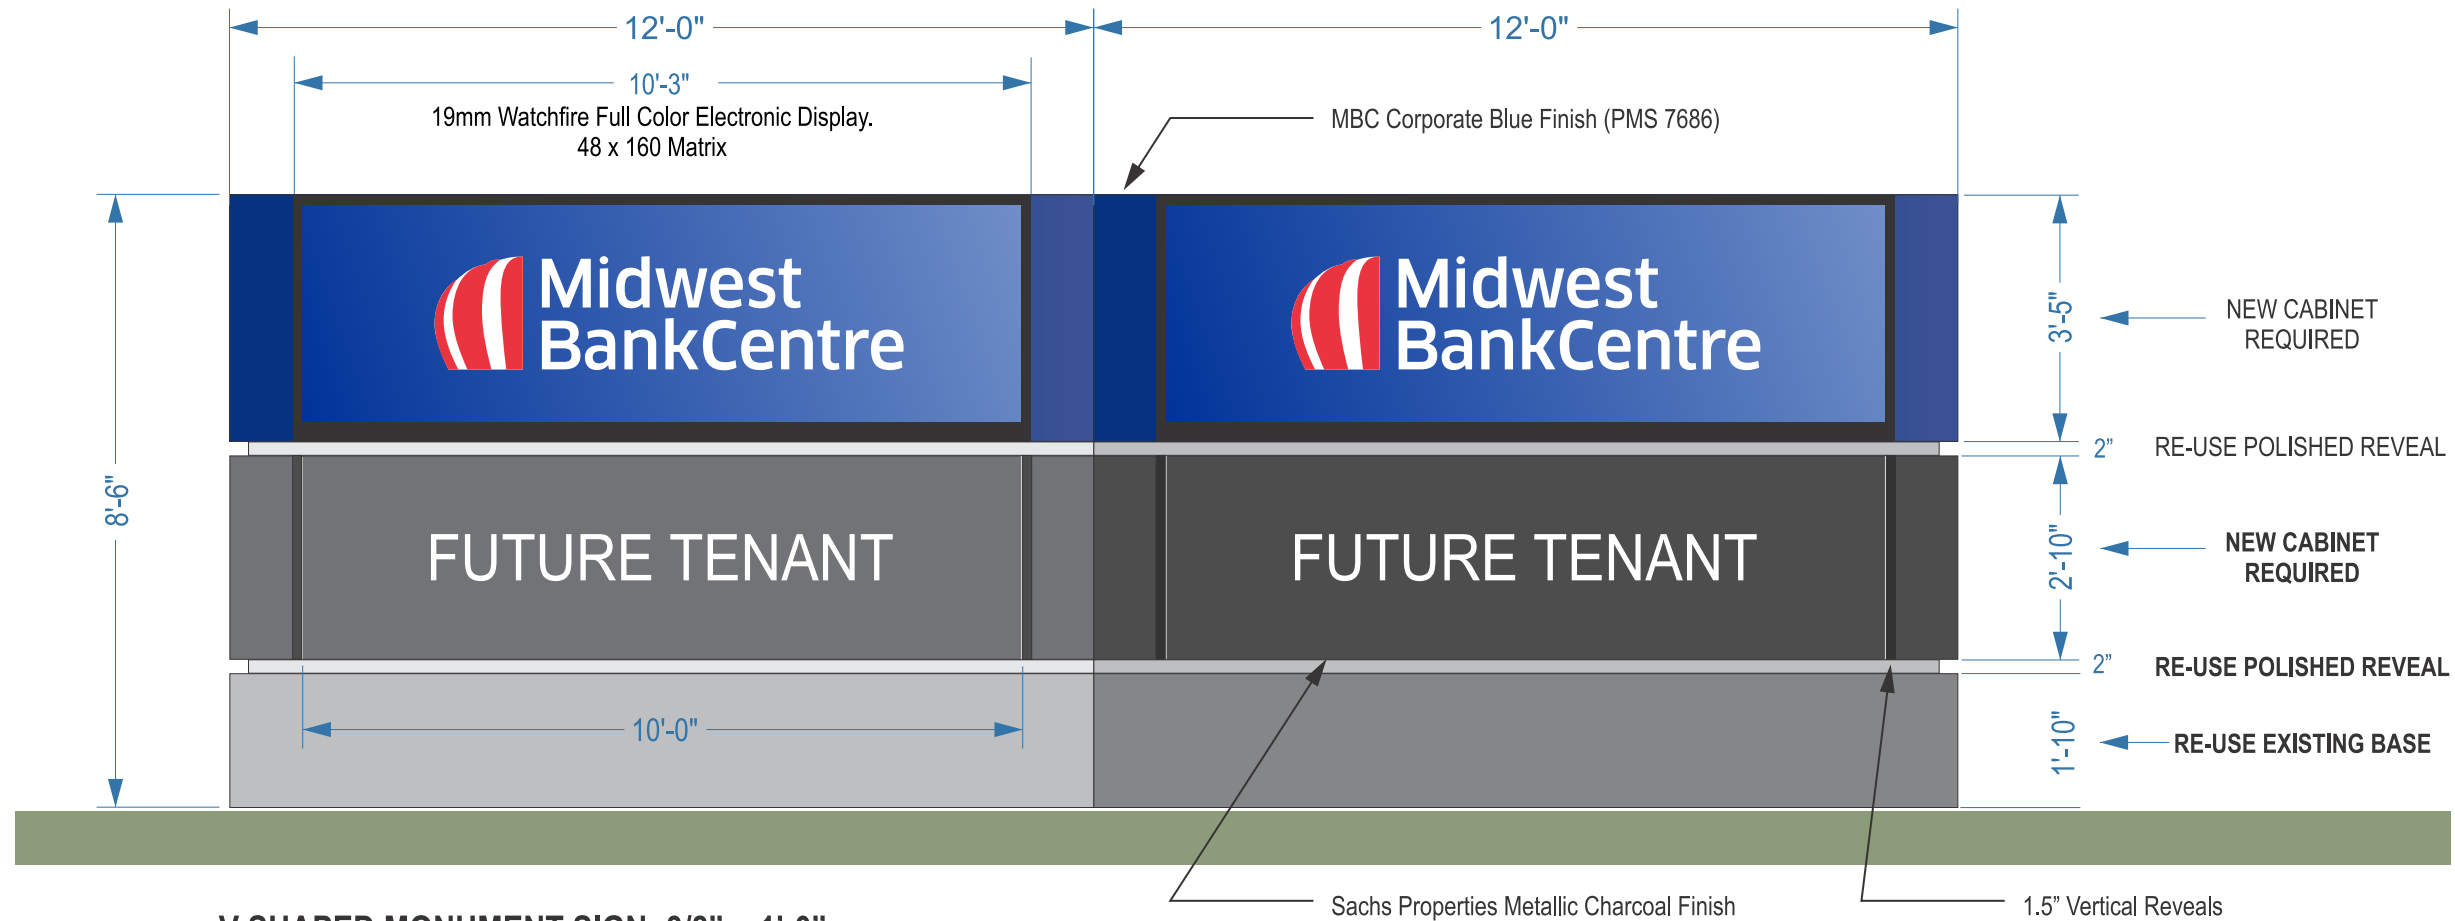 12'-0"
12'-0"
10'-3"
19mm Watchfire Full Color Electronic Display.
48 x 160 Matrix
MBC Corporate Blue Finish (PMS 7686)
Midwest
BankCentre
Midwest
BankCentre
3'-5"
NEW CABINET
REQUIRED
2”
RE-USE POLISHED REVEAL
8'-6"
FUTURE TENANT
FUTURE TENANT
2'-10"
NEW CABINET
REQUIRED
2”
RE-USE POLISHED REVEAL
10'-0"
1'-10"
RE-USE EXISTING BASE
Sachs Properties Metallic Charcoal Finish
1.5” Vertical Reveals
V-SHAPED MONUMENT SIGN